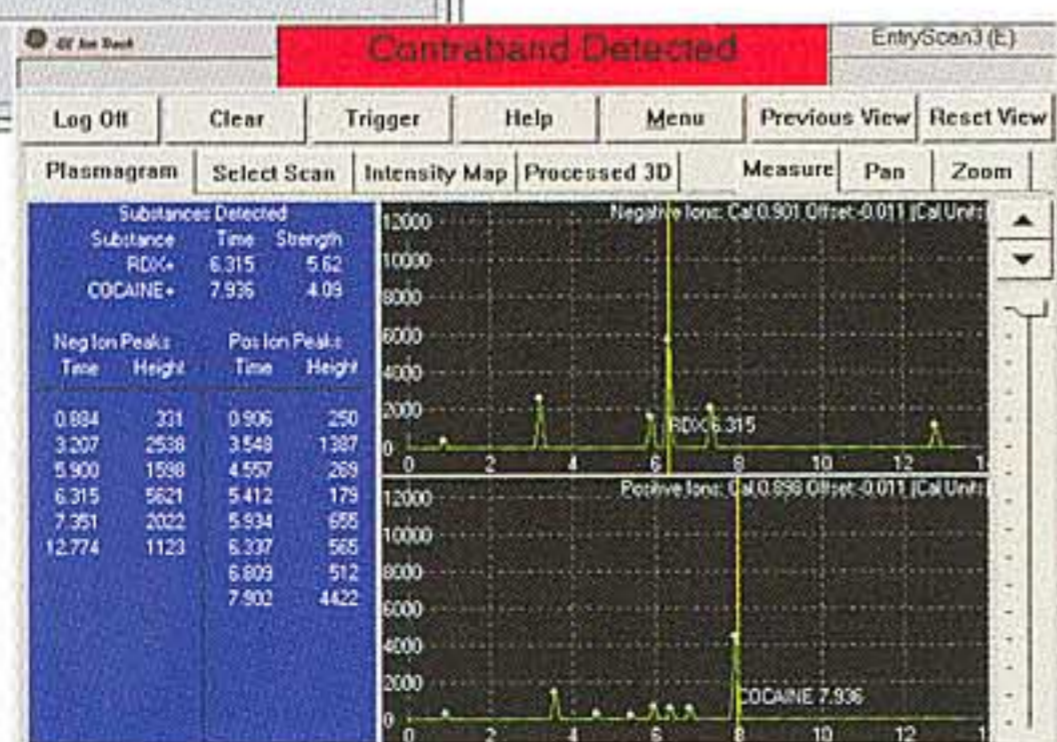 GE Ion Track
Contraband Detected
EntryScan3 (E)
Log Off Clear Trigger Help Menu Previous View Reset View
Plasmagram Select Scan Intensity Map Processed 3D Measure Pan Zoom
Substances Detected
Substance Time Strength
RDX+ 6.315 5.62
COCAINE+ 7.936 4.09
Neg Ion Peaks Pos Ion Peaks
Time Height Time Height
0.884 331 0.906 250
3.207 2538 3.548 1387
5.900 1598 4.557 269
6.315 5621 5.412 179
7.351 2022 5.934 655
12.774 1123 6.337 565
6.809 512
7.902 4422
Negative Ions: Cal:0.901 Offset:-0.011 [Cal Units
12000
10000
8000
6000
4000
2000
0
RDX 6.315
0 2 4 6 8 10 12 1
Positive Ions: Cal:0.898 Offset:-0.011 [Cal Units
12000
10000
8000
6000
4000
2000
0
COCAINE 7.936
0 2 4 6 8 10 12